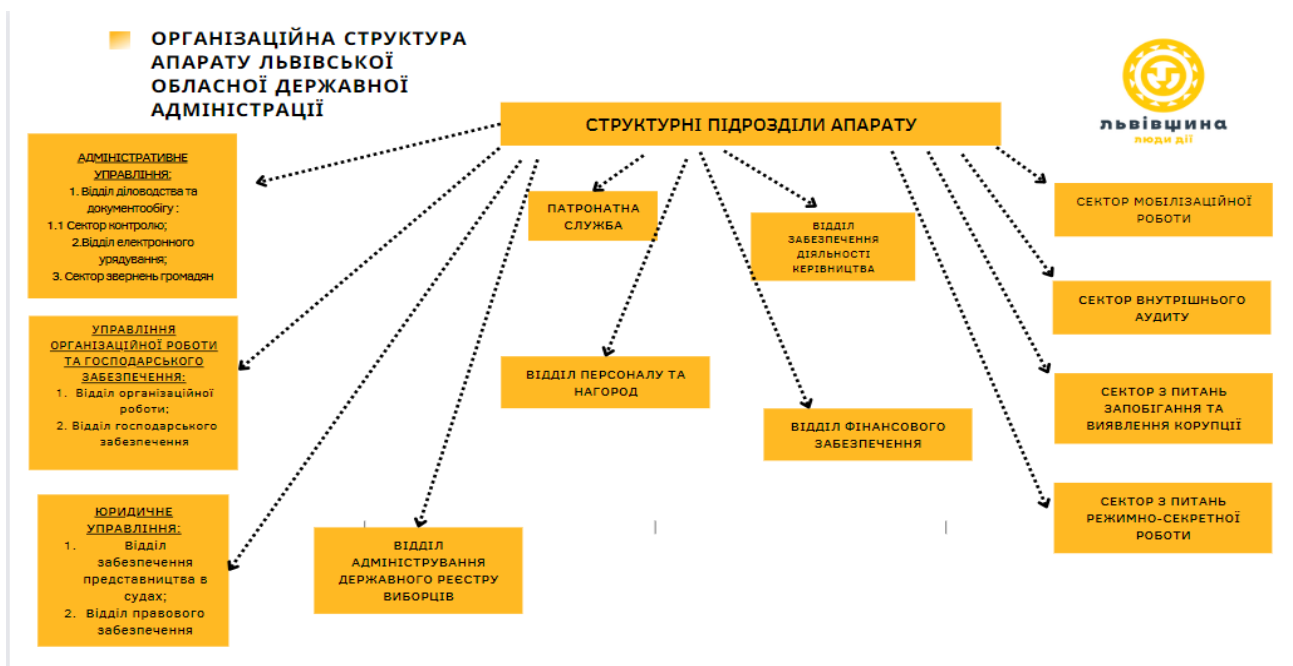 ОРГАНІЗАЦІЙНА СТРУКТУРА
АПАРАТУ ЛЬВІВСЬКОЇ
ОБЛАСНОЇ ДЕРЖАВНОЇ
АДМІНІСТРАЦІЇ
львівщина
люди дії
СТРУКТУРНІ ПІДРОЗДІЛИ АПАРАТУ
АДМІНІСТРАТИВНЕ
УПРАВЛІННЯ:
1. Відділ діловодства та
документообігу :
1.1 Сектор контролю;
2.Відділ електронного
урядування;
3. Сектор звернень громадян
УПРАВЛІННЯ
ОРГАНІЗАЦІЙНОЇ РОБОТИ
ТА ГОСПОДАРСЬКОГО
ЗАБЕЗПЕЧЕННЯ:
1. Відділ організаційної
роботи;
2. Відділ господарського
забезпечення
ЮРИДИЧНЕ
УПРАВЛІННЯ:
1. Відділ
забезпечення
представництва в
судах;
2. Відділ правового
забезпечення
ВІДДІЛ
АДМІНІСТРУВАННЯ
ДЕРЖАВНОГО РЕЄСТРУ
ВИБОРЦІВ
ПАТРОНАТНА
СЛУЖБА
ВІДДІЛ ПЕРСОНАЛУ ТА
НАГОРОД
ВІДДІЛ
ЗАБЕЗПЕЧЕННЯ
ДІЯЛЬНОСТІ
КЕРІВНИЦТВА
ВІДДІЛ ФІНАНСОВОГО
ЗАБЕЗПЕЧЕННЯ
СЕКТОР МОБІЛІЗАЦІЙНОЇ
РОБОТИ
СЕКТОР ВНУТРІШНЬОГО
АУДИТУ
СЕКТОР З ПИТАНЬ
ЗАПОБІГАННЯ ТА
ВИЯВЛЕННЯ КОРУПЦІЇ
СЕКТОР З ПИТАНЬ
РЕЖИМНО-СЕКРЕТНОЇ
РОБОТИ